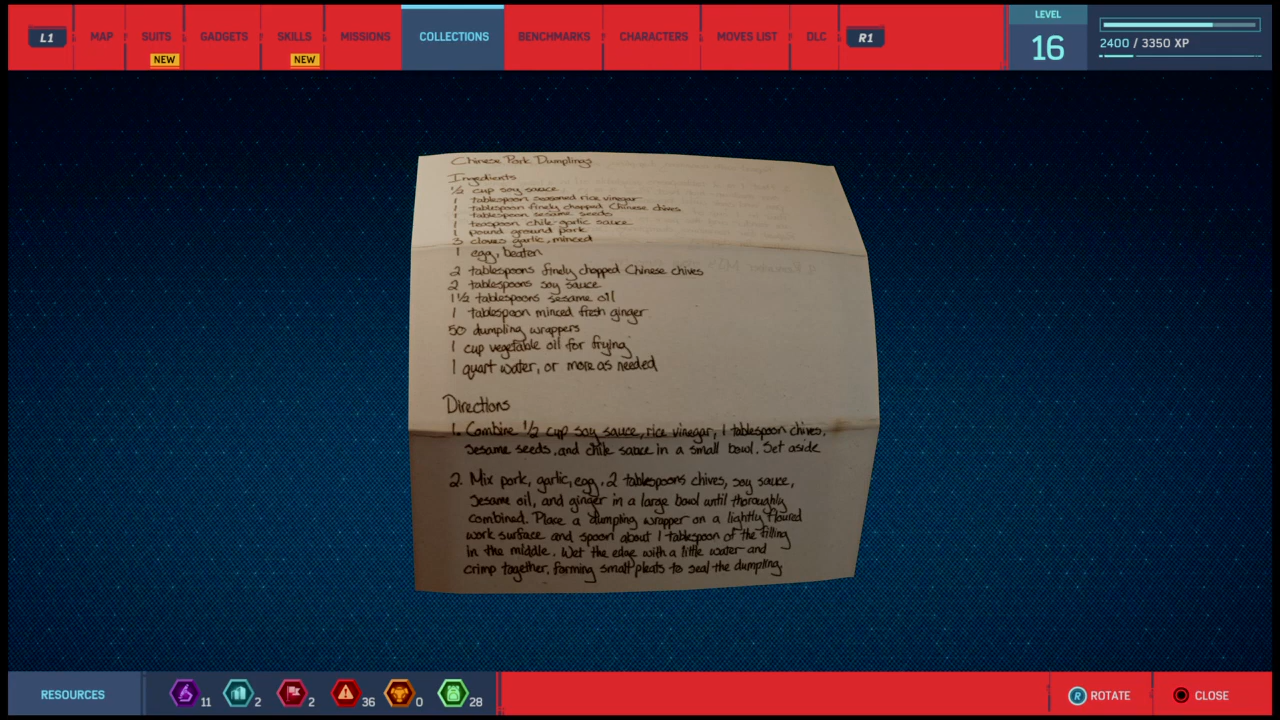 L1 MAP SUITS GADGETS SKILLS MISSIONS COLLECTIONS BENCHMARKS CHARACTERS MOVES LIST DLC R1
NEW NEW
LEVEL
16
2400 / 3350 XP
Chinese Pork Dumplings
Ingredients
1/2 cup soy sauce
1 tablespoon seasoned rice vinegar
1 tablespoon finely chopped Chinese chives
1 tablespoon sesame seeds
1 teaspoon chile-garlic sauce
1 pound ground pork
3 cloves garlic, minced
1 egg, beaten
2 tablespoons finely chopped Chinese chives
2 tablespoons soy sauce
1 1/2 tablespoons sesame oil
1 tablespoon minced fresh ginger
50 dumpling wrappers
1 cup vegetable oil for frying
1 quart water, or more as needed
Directions
1. Combine 1/2 cup soy sauce, rice vinegar, 1 tablespoon chives,
sesame seeds, and chile sauce in a small bowl. Set aside
2. Mix pork, garlic, egg, 2 tablespoons chives, soy sauce,
sesame oil, and ginger in a large bowl until thoroughly
combined. Place a dumpling wrapper on a lightly floured
work surface and spoon about 1 tablespoon of the filling
in the middle. Wet the edge with a little water and
crimp together, forming small pleats to seal the dumpling
RESOURCES 11 2 2 36 0 28 R ROTATE CLOSE